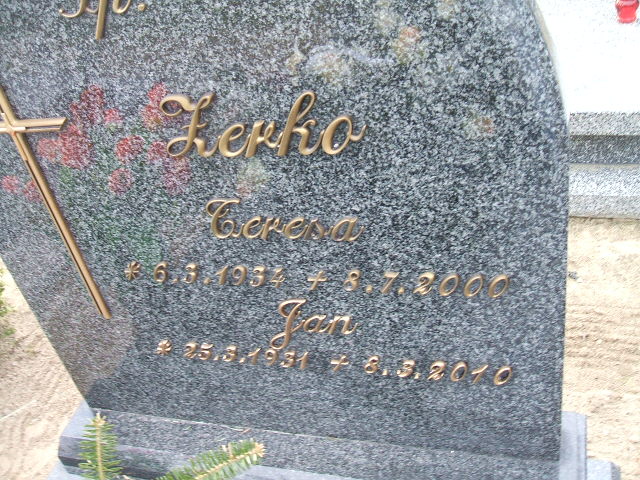 Żerko
Teresa
* 6.3.1934 + 8.7.2000
Jan
* 25.3.1931 + 8.3.2010